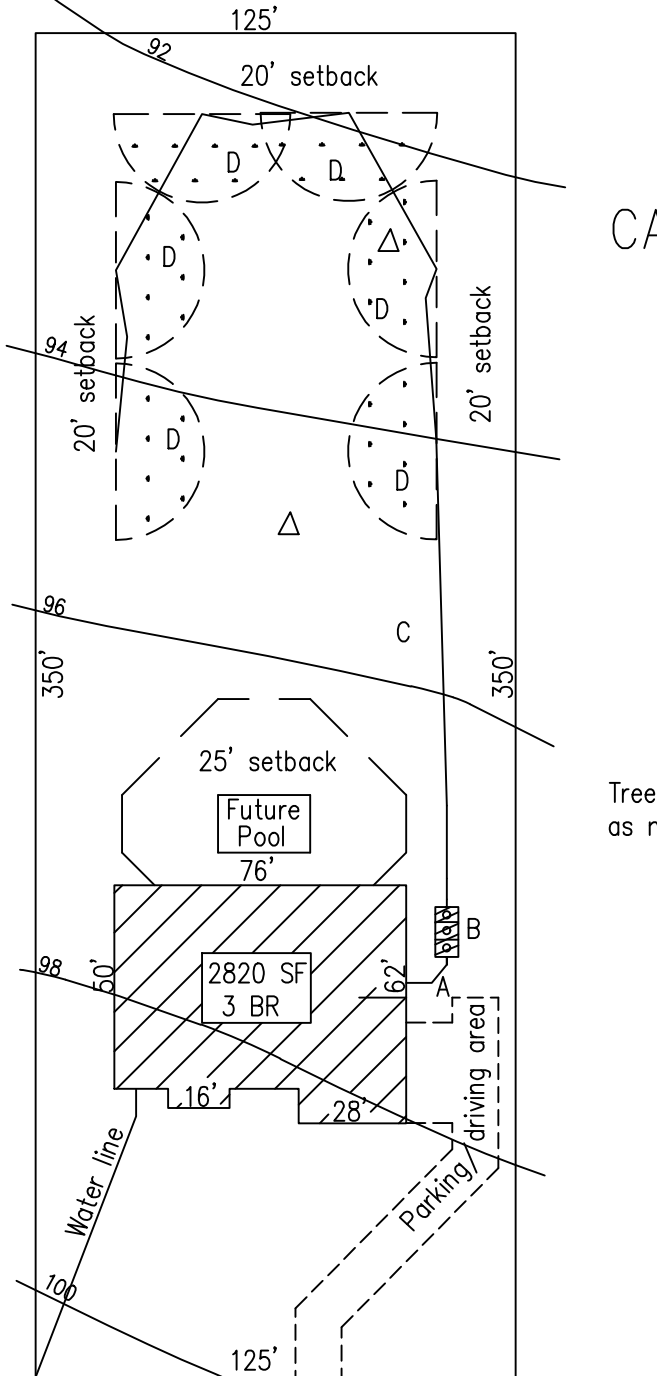 125'
92
20' setback
D
D
CA
D
D
20' setback
20' setback
94
D
D
96
C
350'
350'
25' setback
Future
Pool
Tree
as
76'
B
98
50'
62'
2820 SF
3 BR
A
Parking/driving area
16'
28'
Water line
100
125'